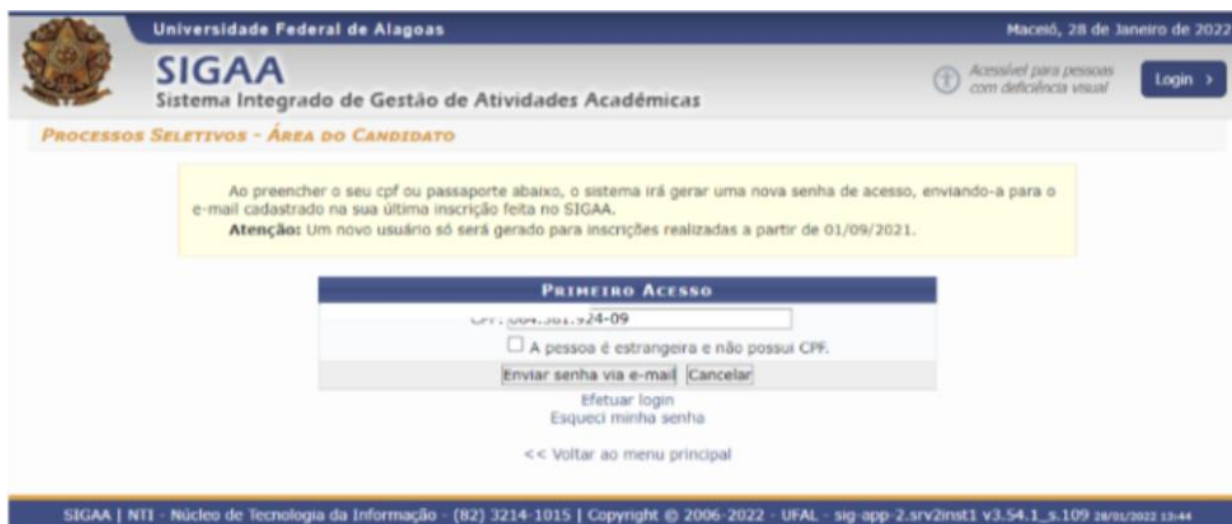 Universidade Federal de Alagoas
Maceió, 28 de Janeiro de 2022
SIGAA
Sistema Integrado de Gestão de Atividades Acadêmicas
Acessível para pessoas
com deficiência visual
Login >
PROCESSOS SELETIVOS - ÁREA DO CANDIDATO
Ao preencher o seu cpf ou passaporte abaixo, o sistema irá gerar uma nova senha de acesso, enviando-a para o
e-mail cadastrado na sua última inscrição feita no SIGAA.
Atenção: Um novo usuário só será gerado para inscrições realizadas a partir de 01/09/2021.
PRIMEIRO ACESSO
24-09
A pessoa é estrangeira e não possui CPF.
Enviar senha via e-mail Cancelar
Efetuar login
Esqueci minha senha
<< Voltar ao menu principal
SIGAA | NTI - Núcleo de Tecnologia da Informação - (82) 3214-1015 | Copyright © 2006-2022 - UFAL - sig-app-2.srv2inst1 v3.54.1_s.109 28/01/2022 13:44